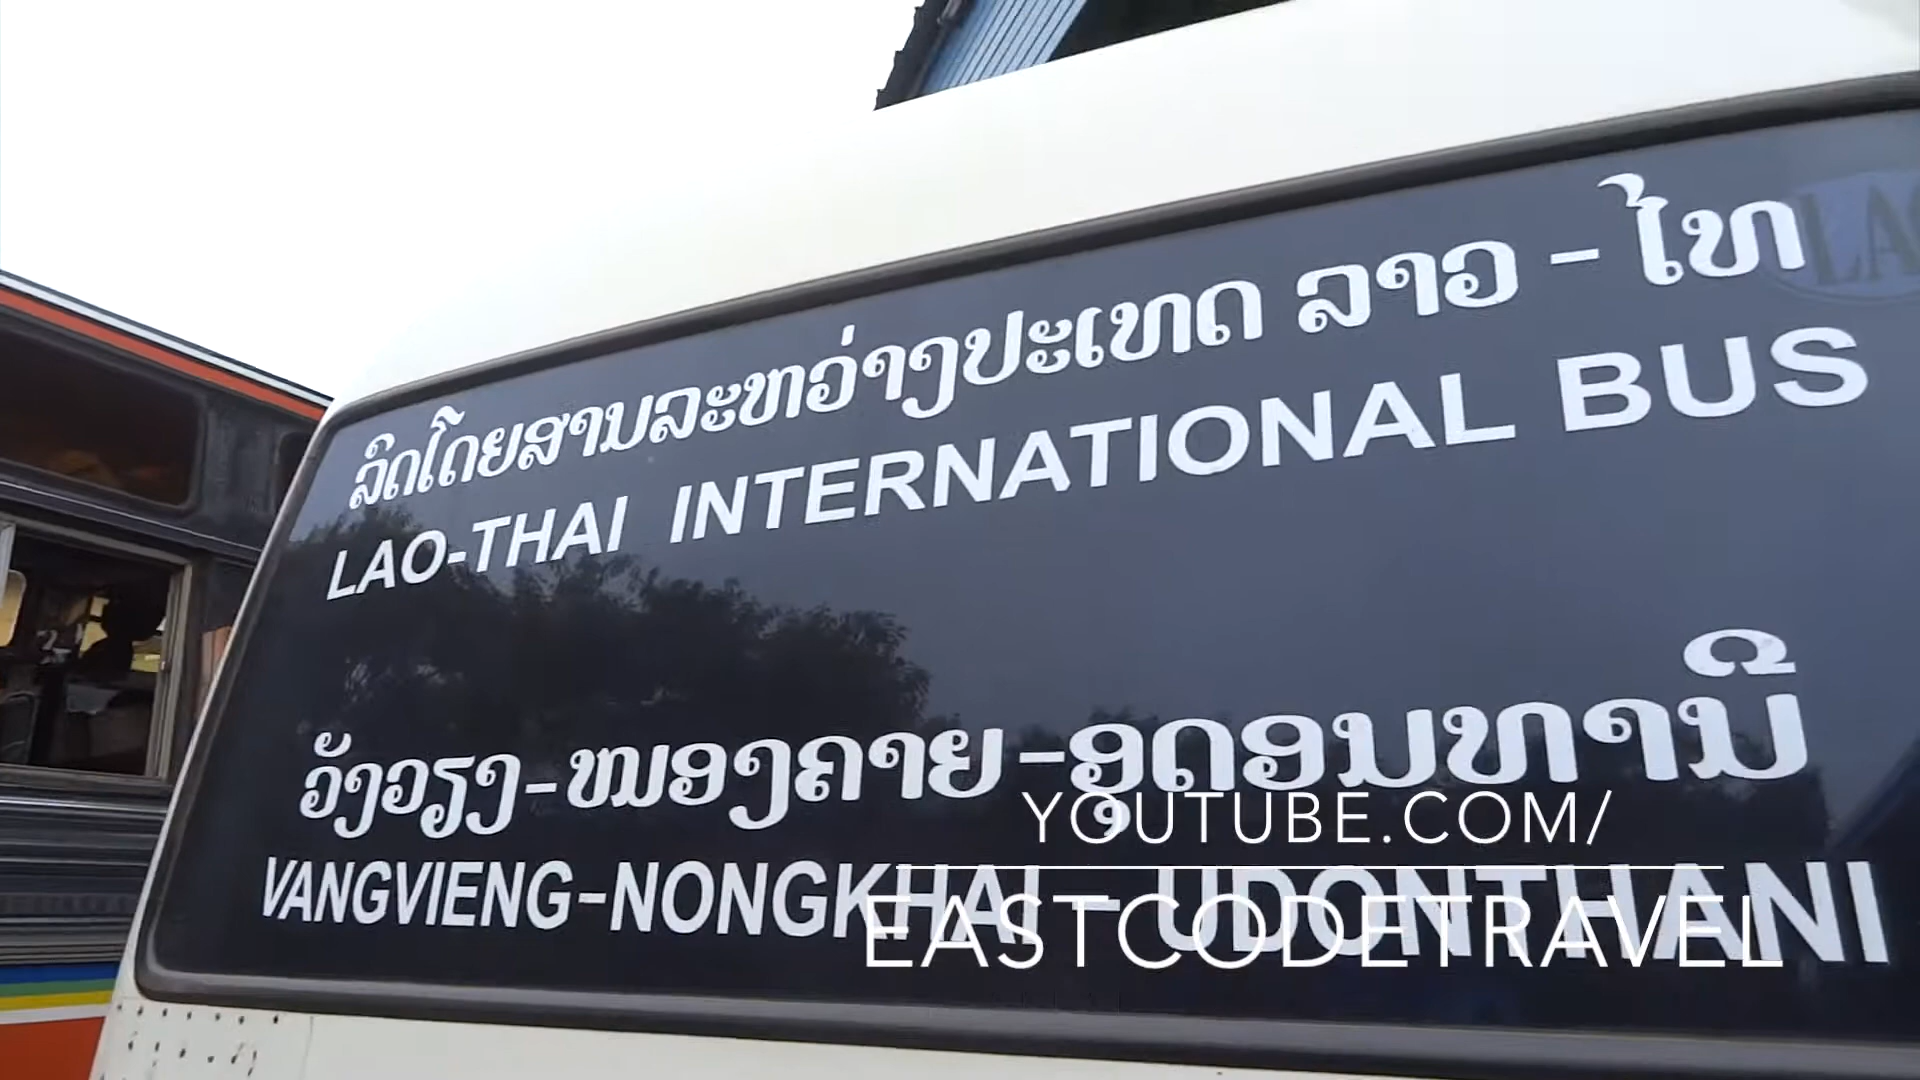 ລົດໂດຍສານລະຫວ່າງປະເທດ ລາວ - ໄທ
LAO-THAI INTERNATIONAL BUS
ວັງວຽງ - ໜອງຄາຍ - ອຸດອນທານີ
VANGVIENG - NONGKHAI - UDONTHANI
YOUTUBE.COM/
EASTCODETRAVEL